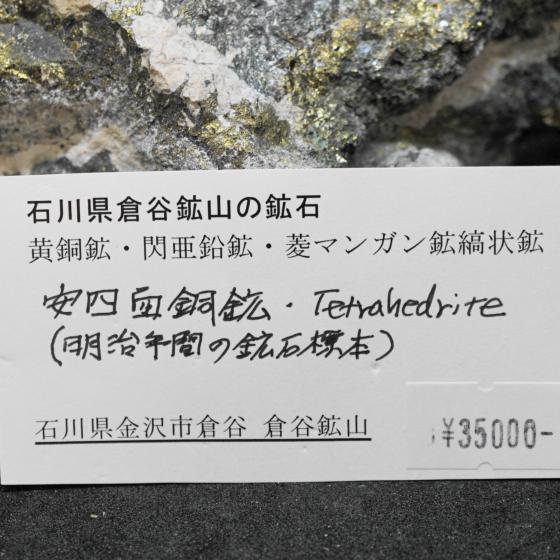 石川県倉谷鉱山の鉱石
黄銅鉱・閃亜鉛鉱・菱マンガン鉱縞状鉱
安四面銅鉱・Tetrahedrite
(明治年間の鉱石標本)
石川県金沢市倉谷 倉谷鉱山
¥35000-